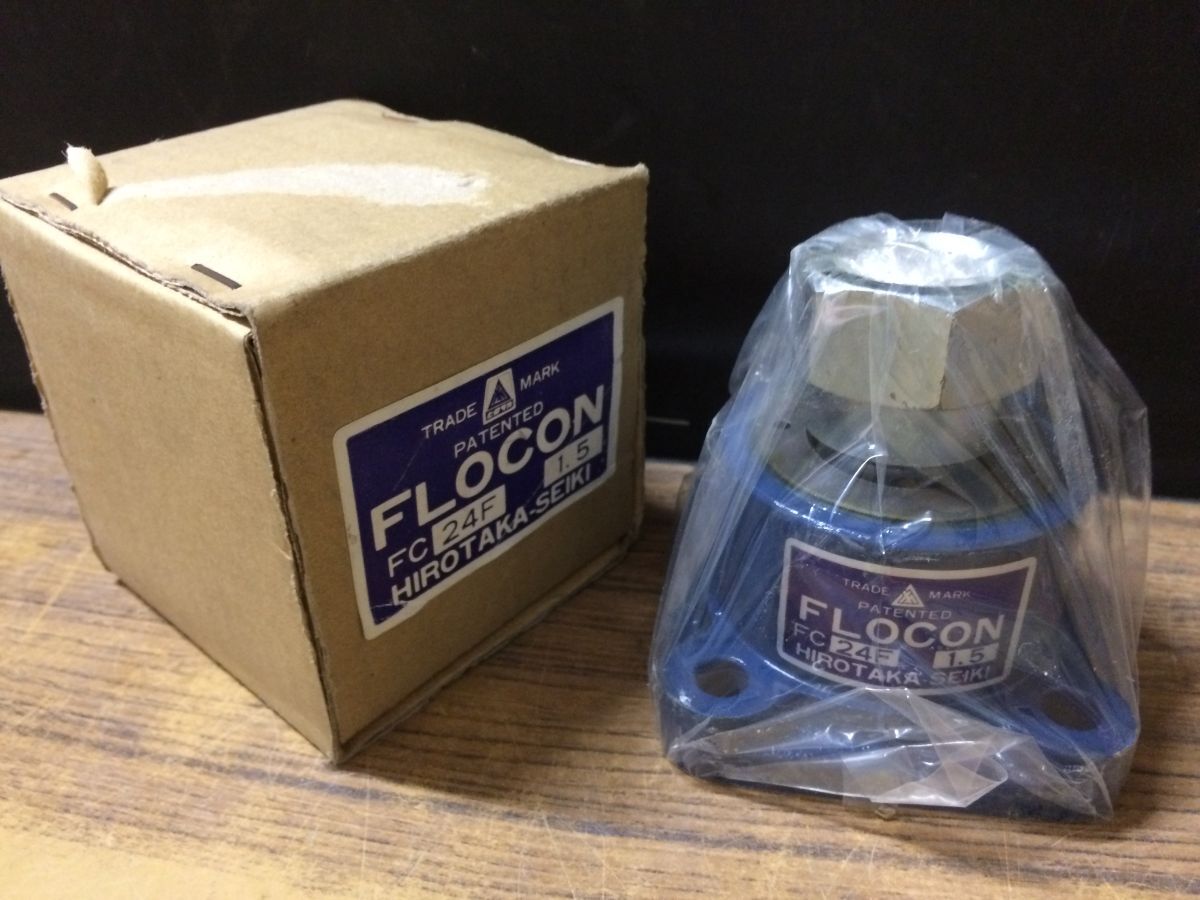 TRADE MARK
PATENTED
FLOCON
FC 24F 1.5
HIROTAKA-SEIKI
TRADE MARK
PATENTED
FLOCON
FC 24F 1.5
HIROTAKA-SEIKI